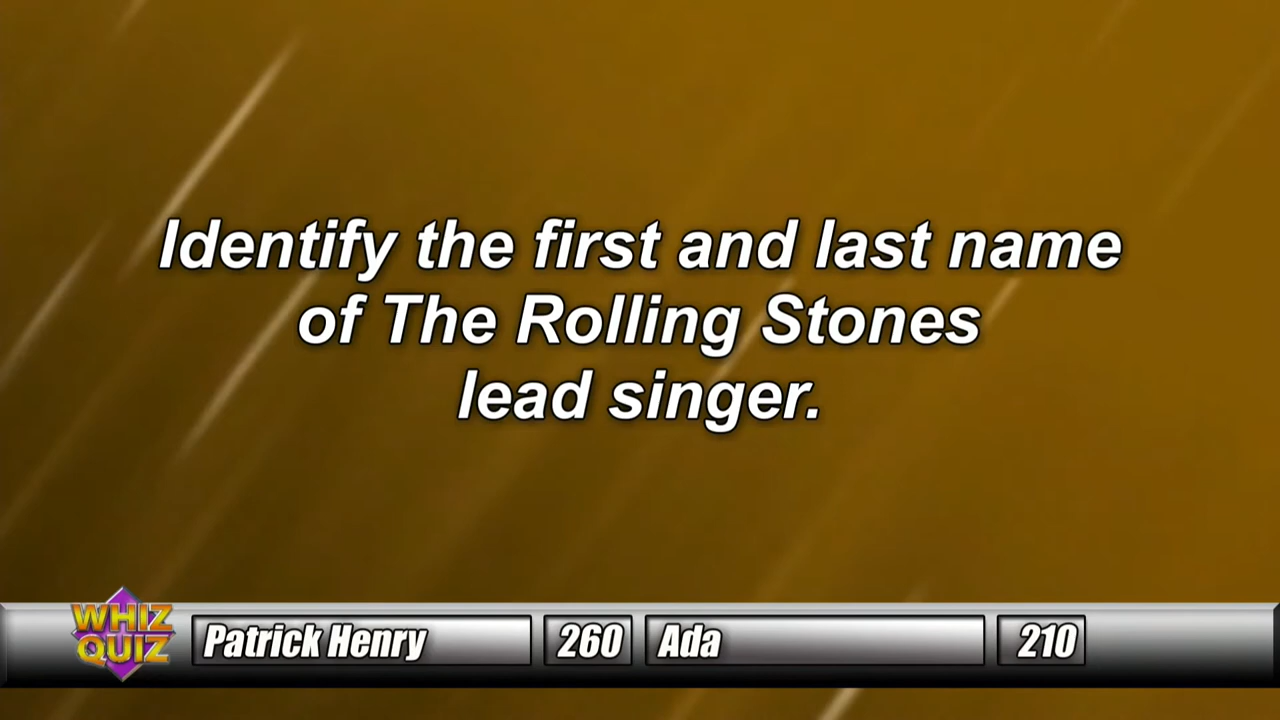 Identify the first and last name
of The Rolling Stones
lead singer.
WHIZ
QUIZ
Patrick Henry 260 Ada 210